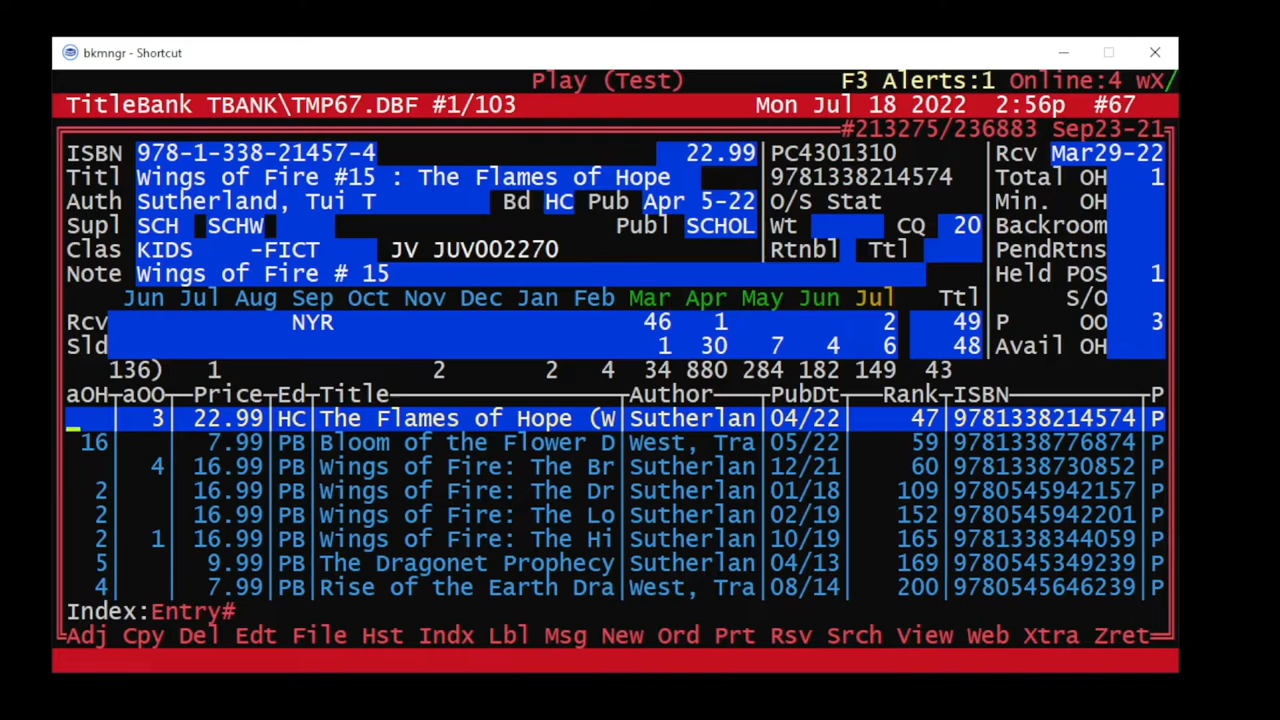 bkmngr - Shortcut
Play (Test) F3 Alerts:1 Online:4 wX/
TitleBank TBANK\TMP67.DBF #1/103 Mon Jul 18 2022 2:56p #67
#213275/236883 Sep23-21
ISBN 978-1-338-21457-4 22.99 PC4301310 Rcv Mar29-22
Titl Wings of Fire #15 : The Flames of Hope 9781338214574 Total OH 1
Auth Sutherland, Tui T Bd HC Pub Apr 5-22 O/S Stat Min. OH
Supl SCH SCHW Publ SCHOL Wt CQ 20 Backroom
Clas KIDS -FICT JV JUV002270 Rtnbl Ttl PendRtns
Note Wings of Fire # 15 Held POS 1
Jun Jul Aug Sep Oct Nov Dec Jan Feb Mar Apr May Jun Jul Ttl S/O
Rcv NYR 46 1 2 49 P OO 3
Sld 1 30 7 4 6 48 Avail OH
136) 1 2 2 4 34 880 284 182 149 43
aOH aOO Price Ed Title Author PubDt Rank ISBN P
3 22.99 HC The Flames of Hope (W Sutherlan 04/22 47 9781338214574 P
16 7.99 PB Bloom of the Flower D West, Tra 05/22 59 9781338776874 P
4 16.99 PB Wings of Fire: The Br Sutherlan 12/21 60 9781338730852 P
2 16.99 PB Wings of Fire: The Dr Sutherlan 01/18 109 9780545942157 P
2 16.99 PB Wings of Fire: The Lo Sutherlan 02/19 152 9780545942201 P
2 1 16.99 PB Wings of Fire: The Hi Sutherlan 10/19 165 9781338344059 P
5 9.99 PB The Dragonet Prophecy Sutherlan 04/13 169 9780545349239 P
4 7.99 PB Rise of the Earth Dra West, Tra 08/14 200 9780545646239 P
Index:Entry#
Adj Cpy Del Edt File Hst Indx Lbl Msg New Ord Prt Rsv Srch View Web Xtra Zret